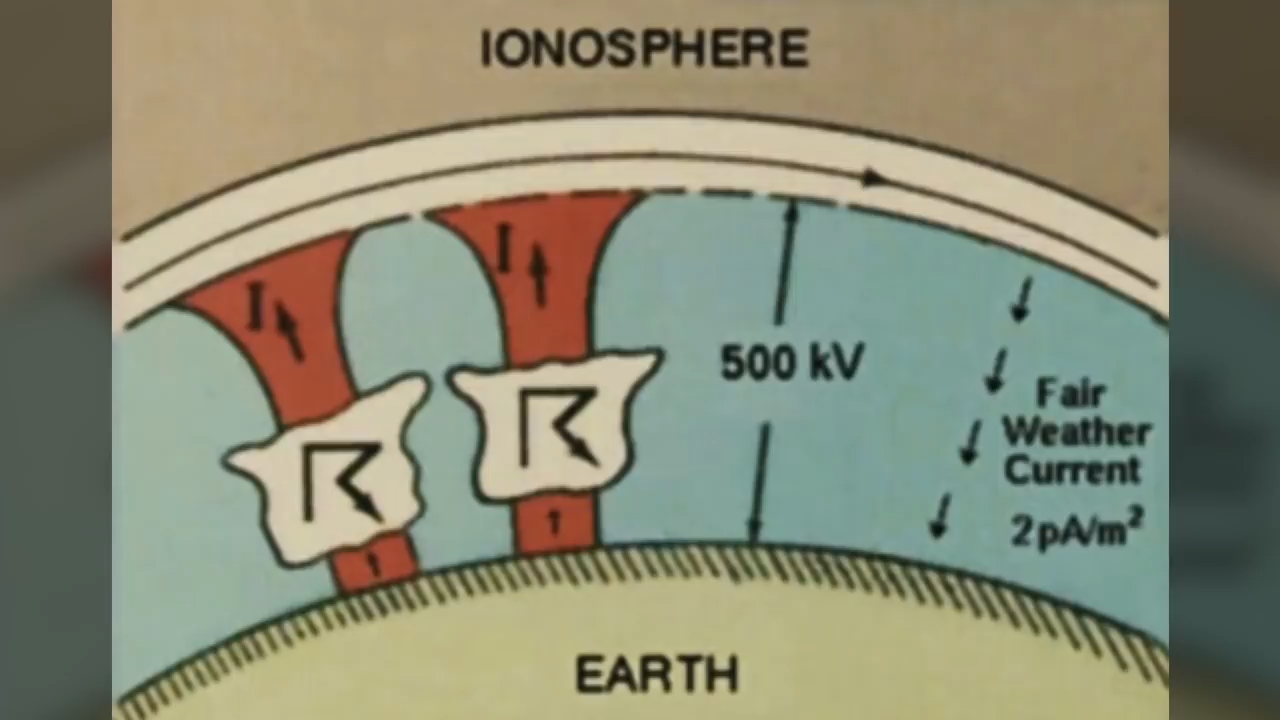 IONOSPHERE
I
I
500 kV
Fair
Weather
Current
2pA/m²
EARTH